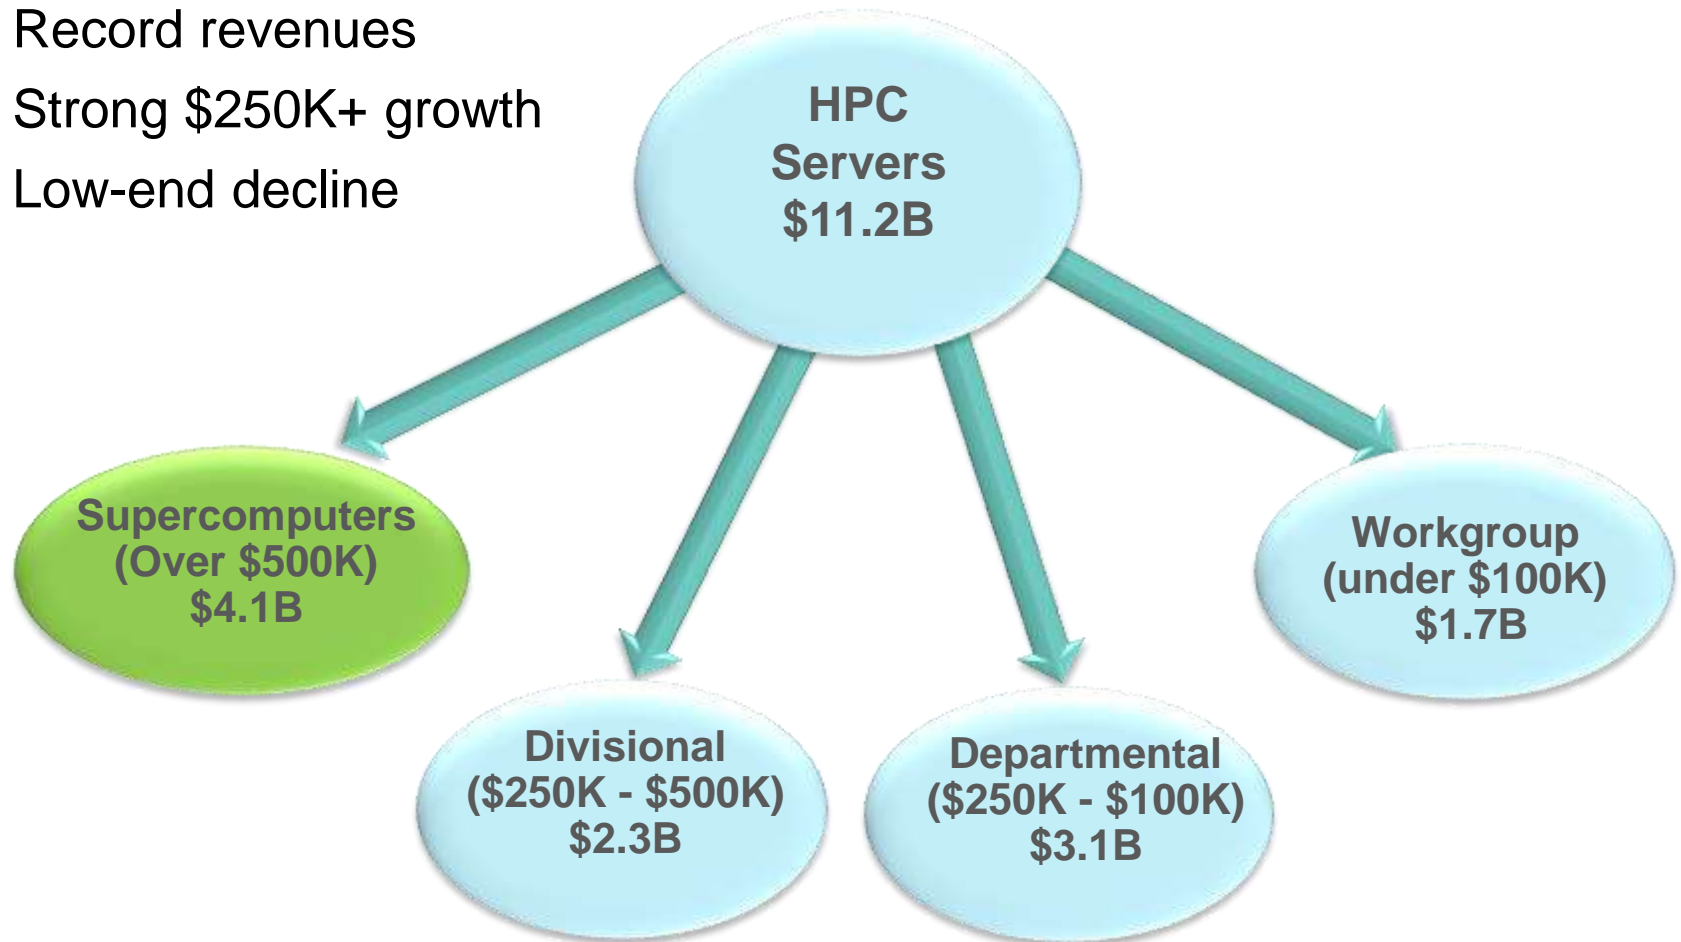 Record revenues
Strong $250K+ growth
Low-end decline
HPC
Servers
$11.2B
Supercomputers
(Over $500K)
$4.1B
Divisional
($250K - $500K)
$2.3B
Departmental
($250K - $100K)
$3.1B
Workgroup
(under $100K)
$1.7B